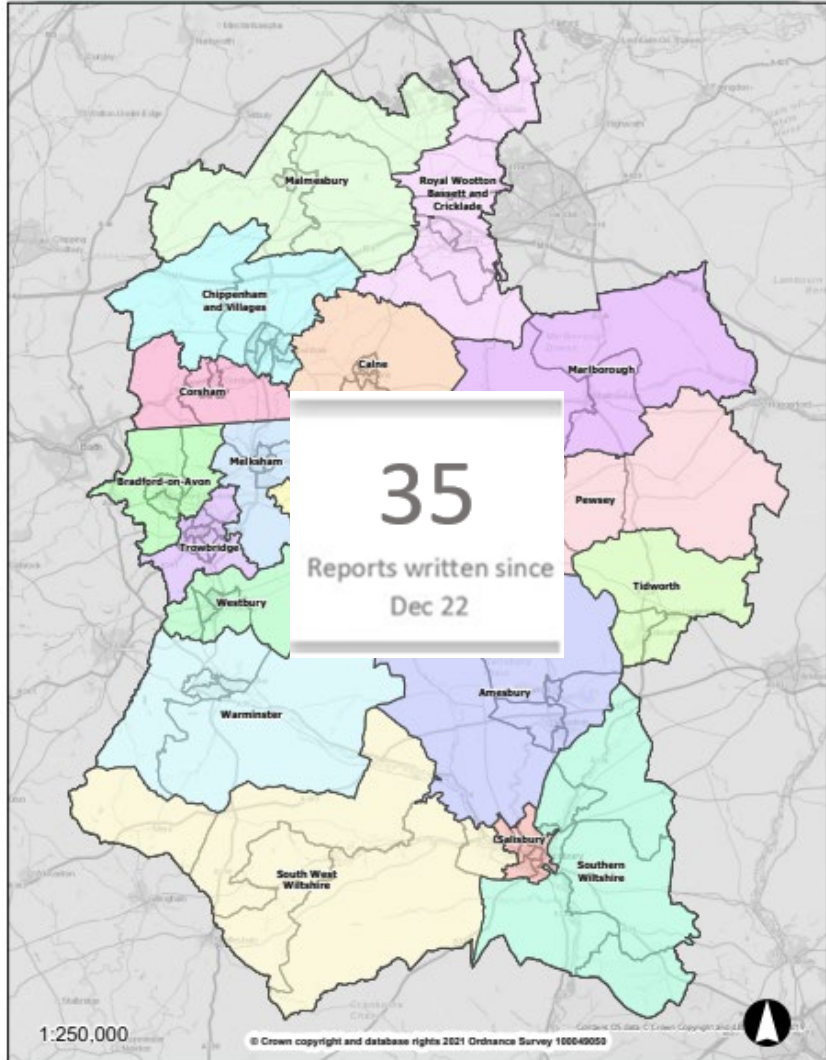 Malmesbury
Royal Wootton
Bassett and
Cricklade
Chippenham
and Villages
Calne
Marlborough
Corsham
Melksham
Bradford-on-Avon
Pewsey
Trowbridge
Tidworth
Westbury
35
Reports written since
Dec 22
Amesbury
Warminster
Salisbury
South West
Wiltshire
Southern
Wiltshire
1:250,000
© Crown copyright and database rights 2021 Ordnance Survey 100049050